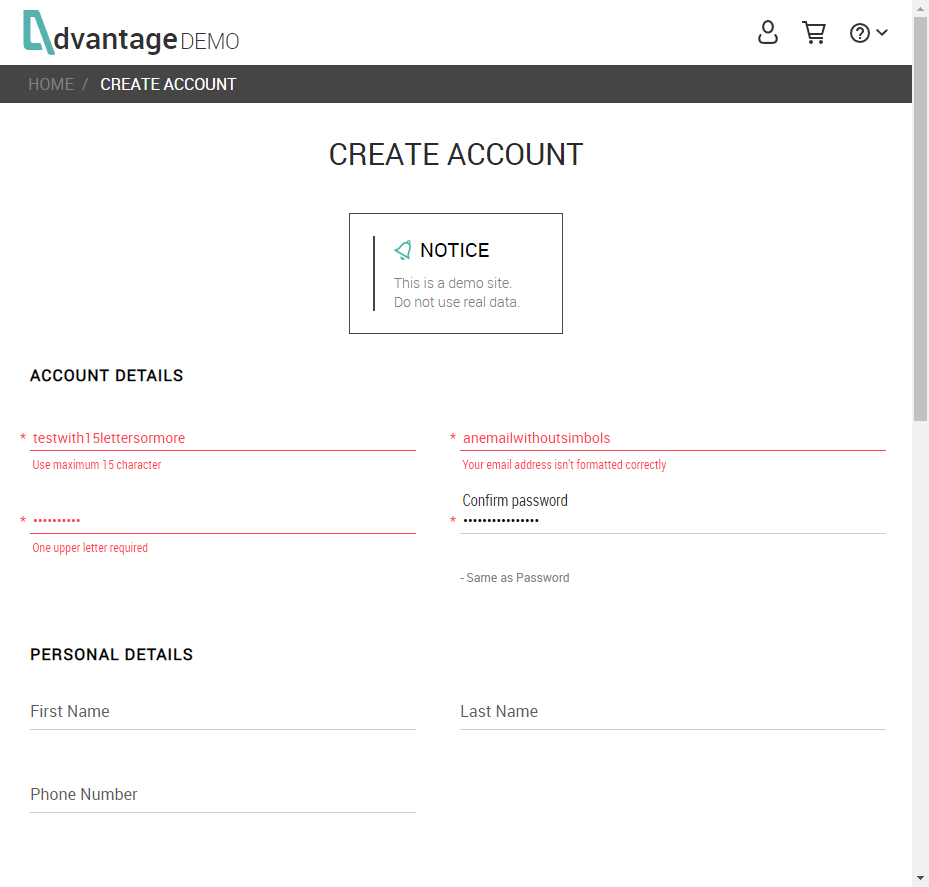 dvantage DEMO
HOME / CREATE ACCOUNT
CREATE ACCOUNT
NOTICE
This is a demo site.
Do not use real data.
ACCOUNT DETAILS
* testwith15lettersormore
Use maximum 15 character
* anemailwithoutsimbols
Your email address isn't formatted correctly
* ••••••••••
One upper letter required
Confirm password
* ••••••••••••••••
- Same as Password
PERSONAL DETAILS
First Name
Last Name
Phone Number